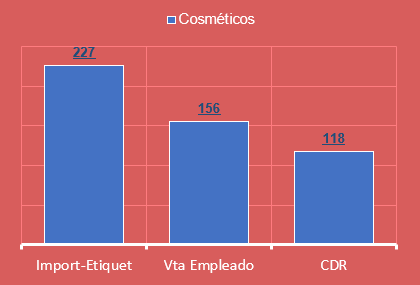 Cosméticos
227
156
118
Import-Etiquet
Vta Empleado
CDR